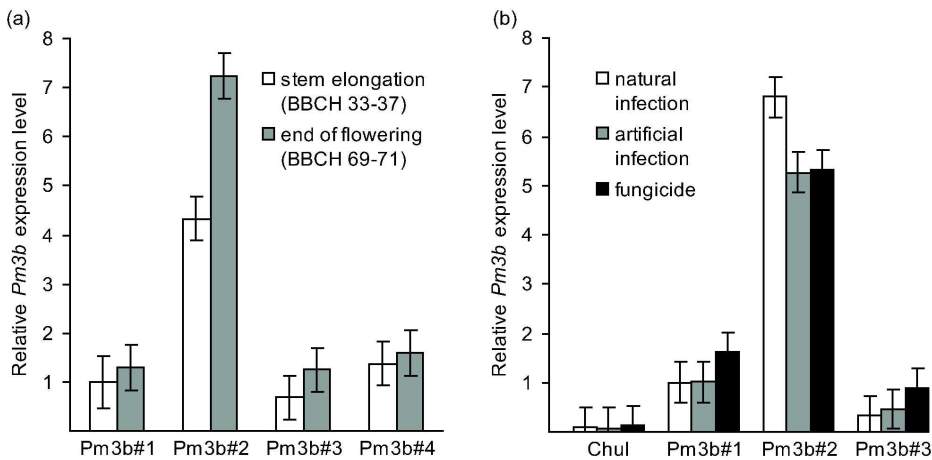 (a)
Relative Pm3b expression level
8
7
6
5
4
3
2
1
stem elongation
(BBCH 33-37)
end of flowering
(BBCH 69-71)
Pm3b#1 Pm3b#2 Pm3b#3 Pm3b#4
(b)
Relative Pm3b expression level
8
7
6
5
4
3
2
1
natural
infection
artificial
infection
fungicide
Chul Pm3b#1 Pm3b#2 Pm3b#3